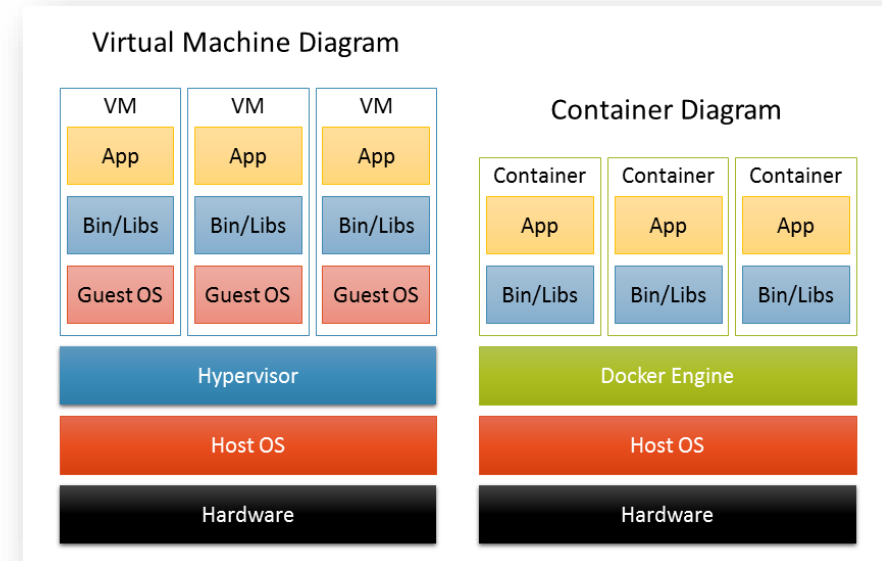 Virtual Machine Diagram
VM VM VM
App App App
Bin/Libs Bin/Libs Bin/Libs
Guest OS Guest OS Guest OS
Hypervisor
Host OS
Hardware
Container Diagram
Container Container Container
App App App
Bin/Libs Bin/Libs Bin/Libs
Docker Engine
Host OS
Hardware